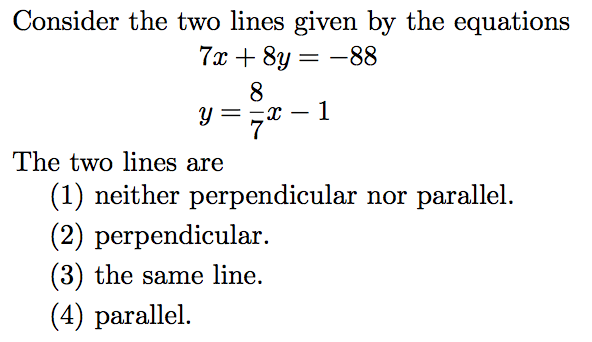 Consider the two lines given by the equations
7x + 8y = −88
y = 8/7 x − 1
The two lines are
(1) neither perpendicular nor parallel.
(2) perpendicular.
(3) the same line.
(4) parallel.